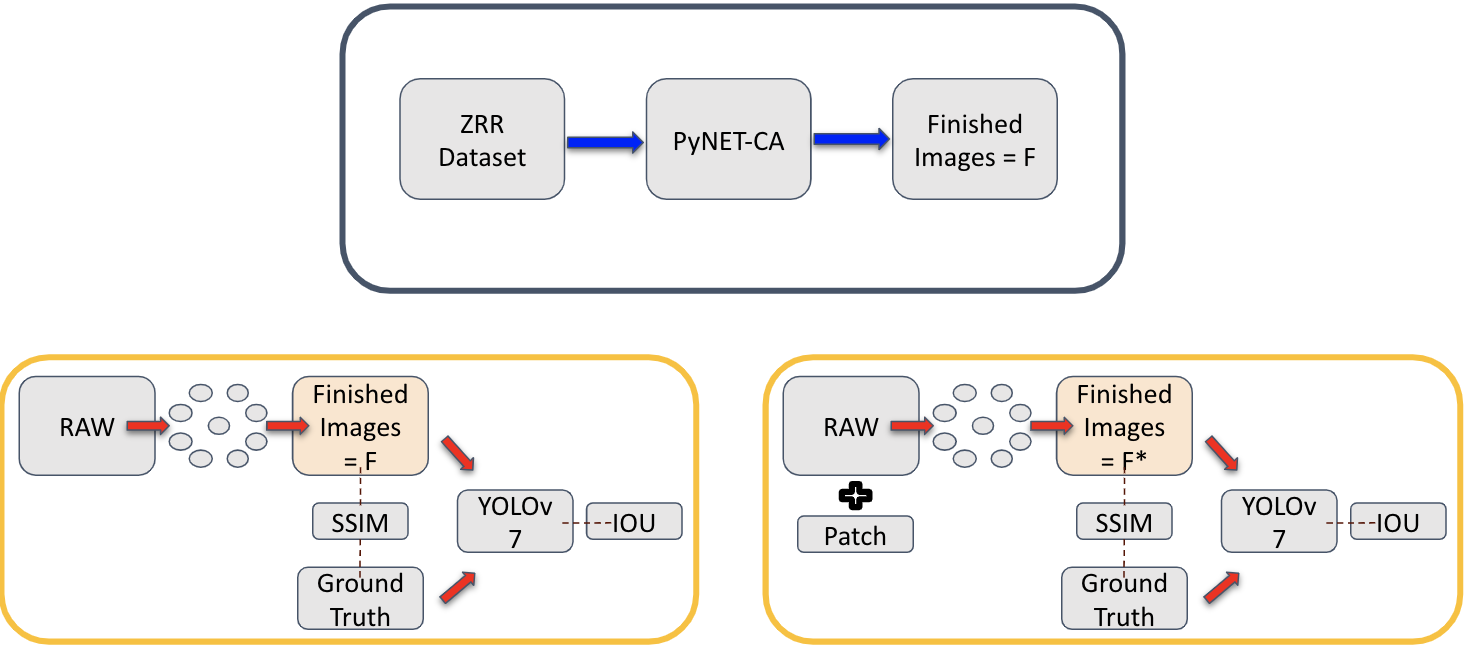 ZRR
Dataset
PyNET-CA
Finished
Images = F
RAW
Finished
Images
= F
SSIM
Ground
Truth
YOLOv
7
IOU
RAW
Patch
Finished
Images
= F*
SSIM
Ground
Truth
YOLOv
7
IOU